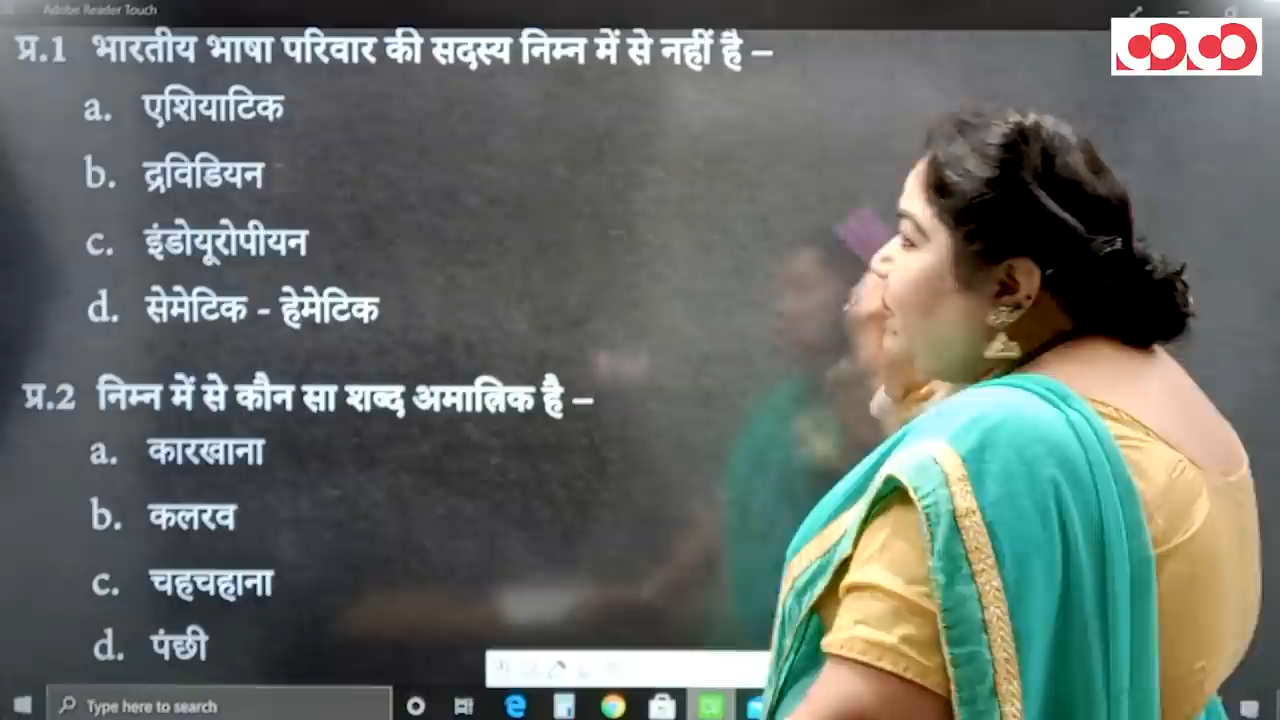 Adobe Reader Touch
प्र.1 भारतीय भाषा परिवार की सदस्य निम्न में से नहीं है –
a. एशियाटिक
b. द्रविडियन
c. इंडोयूरोपीयन
d. सेमेटिक - हेमेटिक
प्र.2 निम्न में से कौन सा शब्द अमात्रिक है –
a. कारखाना
b. कलरव
c. चहचहाना
d. पंछी
Type here to search